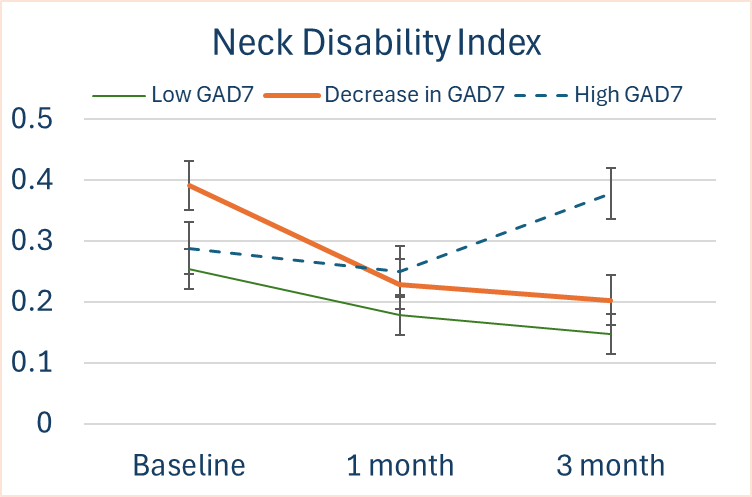 Neck Disability Index
Low GAD7 Decrease in GAD7 High GAD7
0.5
0.4
0.3
0.2
0.1
0
Baseline 1 month 3 month